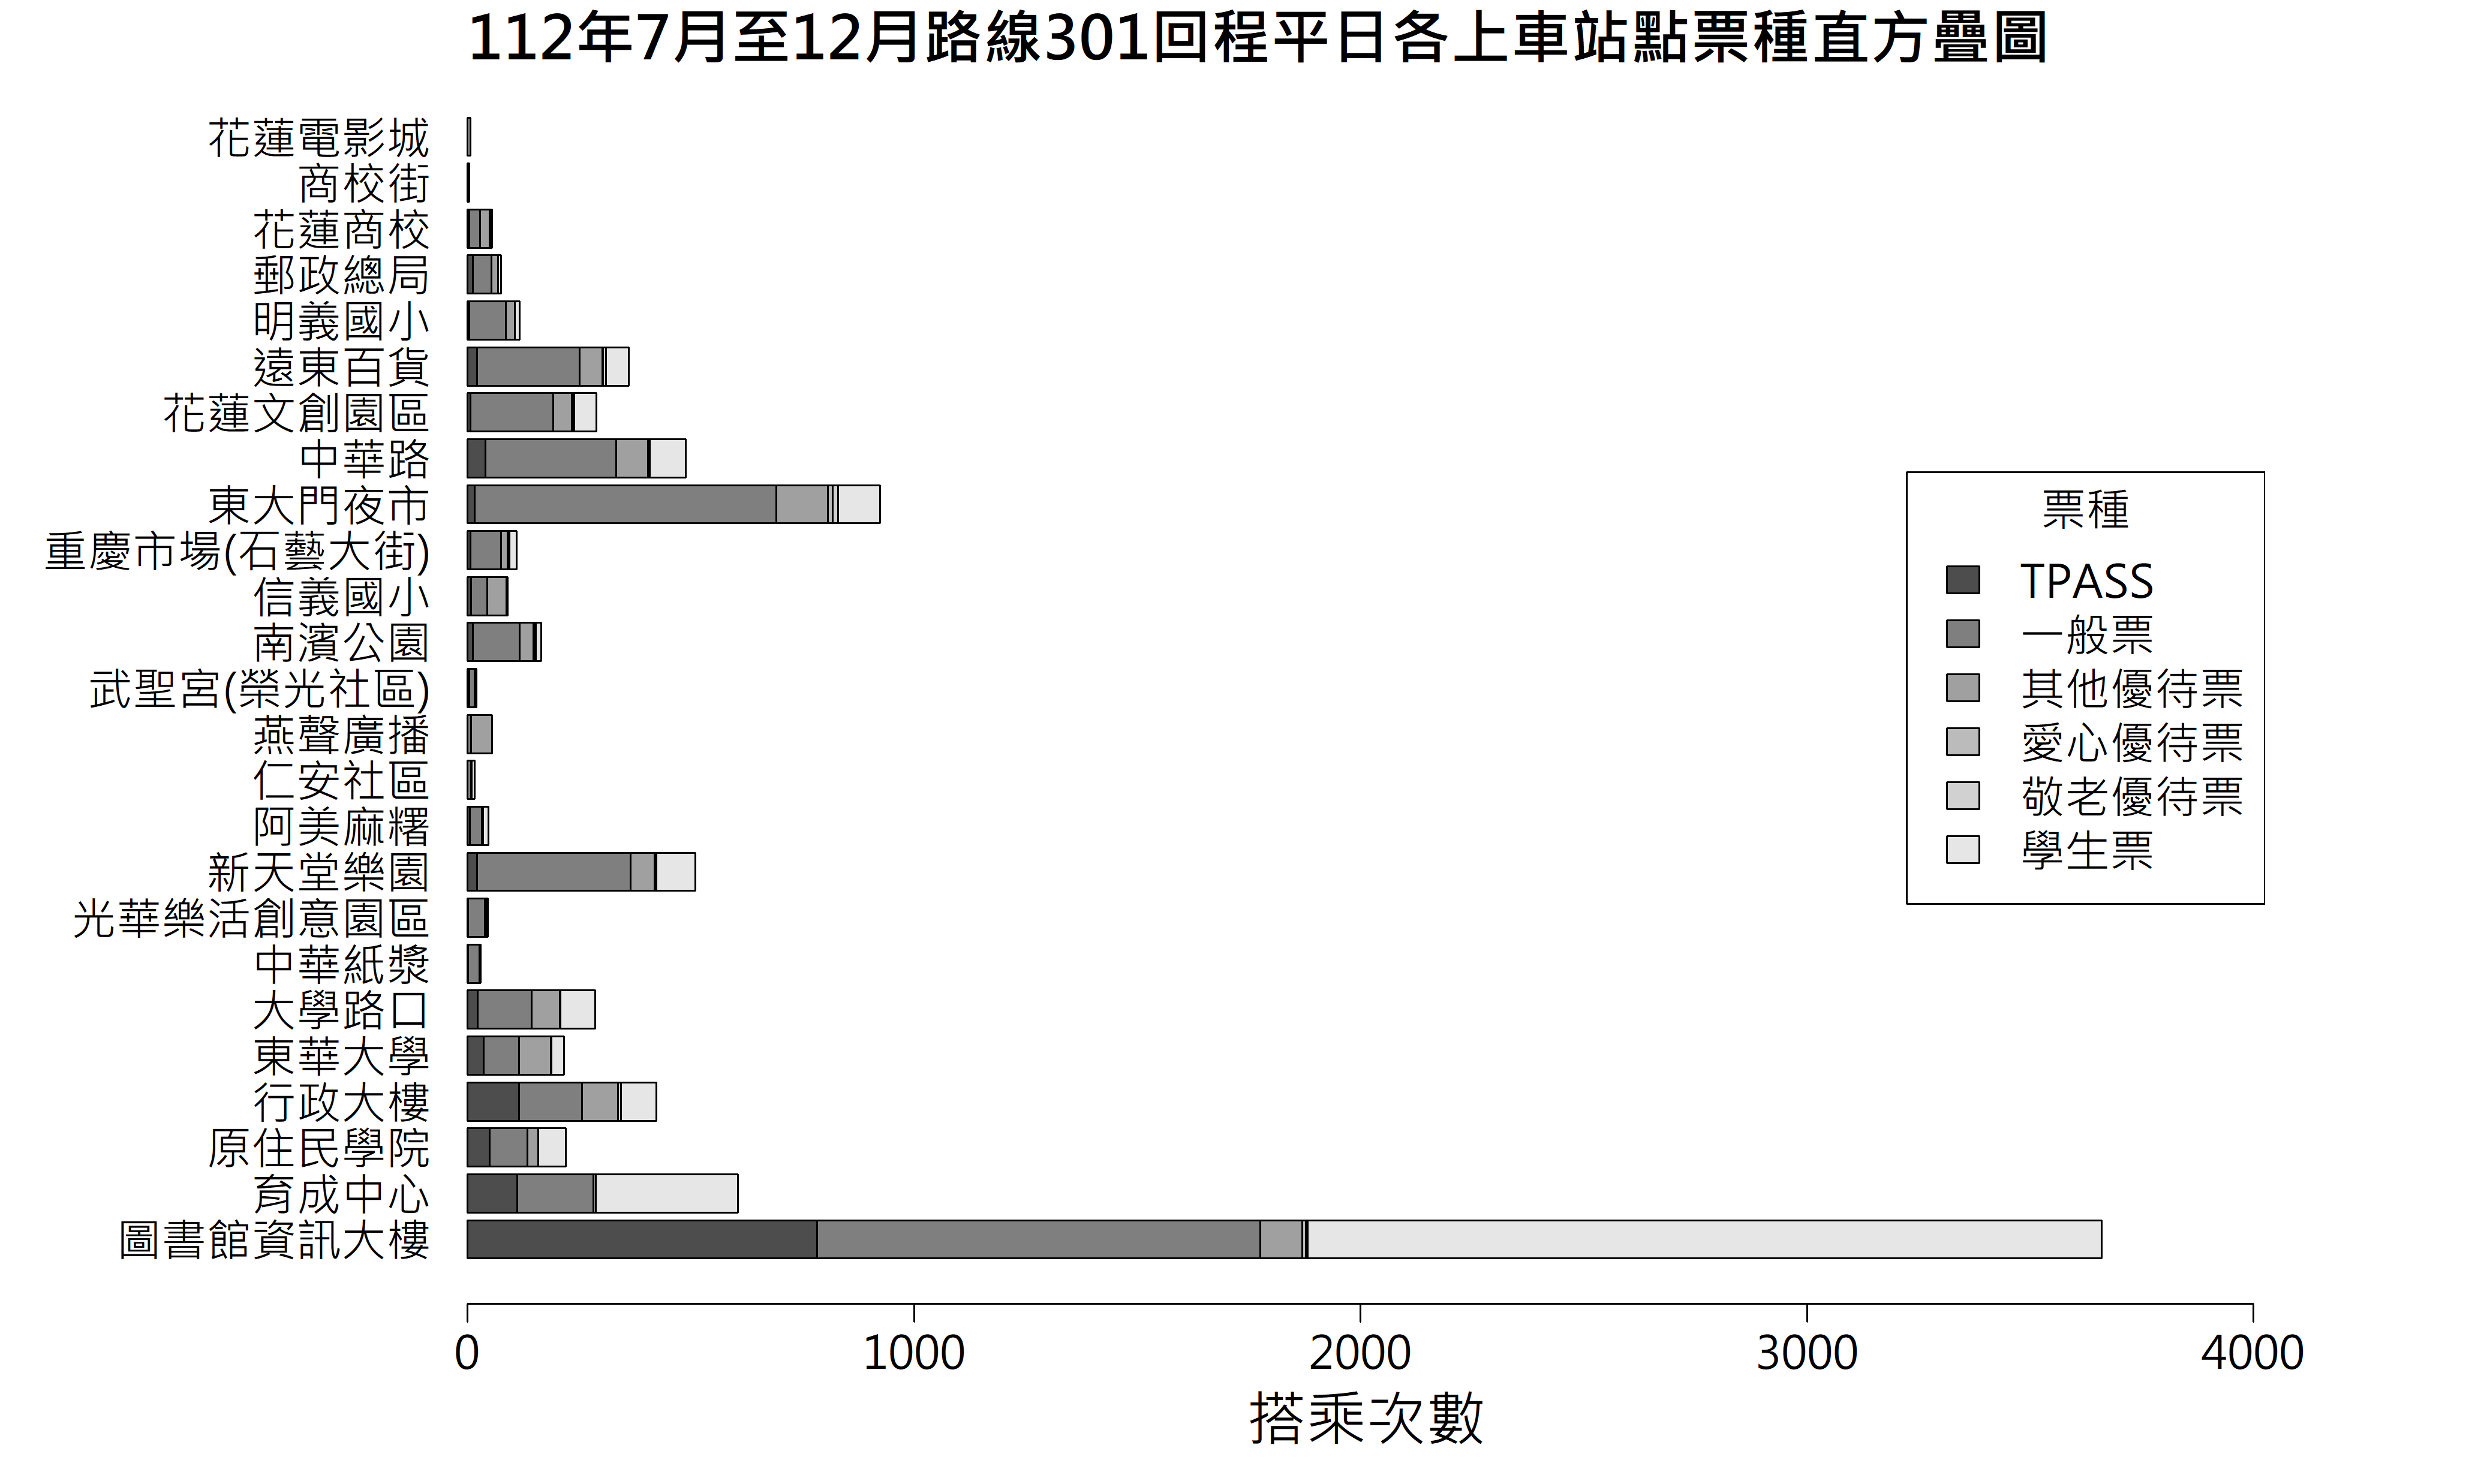 112年7月至12月路線301回程平日各上車站點票種直方疊圖
花蓮電影城
商校街
花蓮商校
郵政總局
明義國小
遠東百貨
花蓮文創園區
中華路
東大門夜市
重慶市場(石藝大街)
信義國小
南濱公園
武聖宮(榮光社區)
燕聲廣播
仁安社區
阿美麻糬
新天堂樂園
光華樂活創意園區
中華紙漿
大學路口
東華大學
行政大樓
原住民學院
育成中心
圖書館資訊大樓
票種
TPASS
一般票
其他優待票
愛心優待票
敬老優待票
學生票
0 1000 2000 3000 4000
搭乘次數